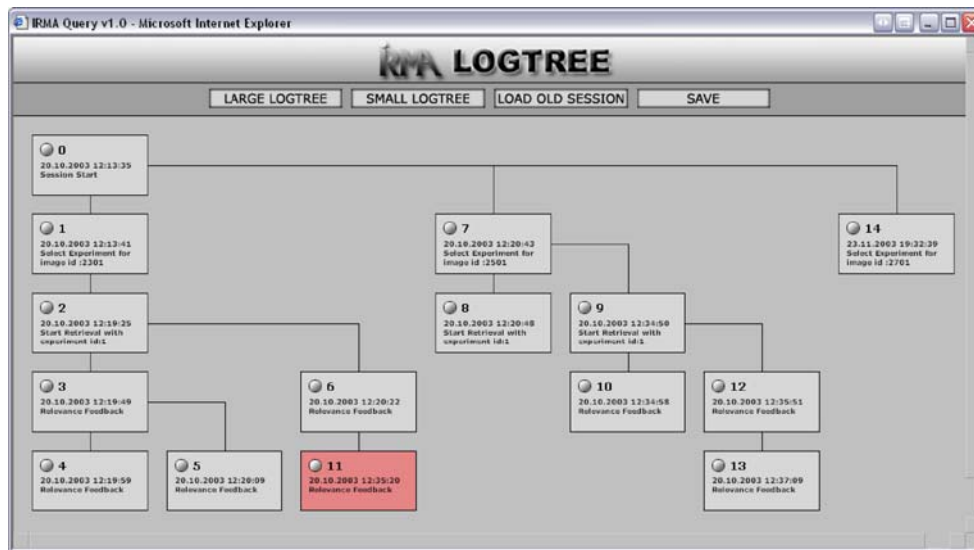 IRMA Query v1.0 - Microsoft Internet Explorer
IRMA LOGTREE
LARGE LOGTREE SMALL LOGTREE LOAD OLD SESSION SAVE
0
20.10.2003 12:13:35
Session Start
1
20.10.2003 12:13:41
Select Experiment for
image id :2301
7
20.10.2003 12:20:43
Select Experiment for
image id :2501
14
23.11.2003 19:32:39
Select Experiment for
image id :2701
2
20.10.2003 12:19:25
Start Retrieval with
experiment id:1
8
20.10.2003 12:20:48
Start Retrieval with
experiment id:1
9
20.10.2003 12:34:50
Start Retrieval with
experiment id:1
3
20.10.2003 12:19:49
Relevance Feedback
6
20.10.2003 12:20:22
Relevance Feedback
10
20.10.2003 12:34:58
Relevance Feedback
12
20.10.2003 12:35:51
Relevance Feedback
4
20.10.2003 12:19:59
Relevance Feedback
5
20.10.2003 12:20:09
Relevance Feedback
11
20.10.2003 12:35:20
Relevance Feedback
13
20.10.2003 12:37:09
Relevance Feedback